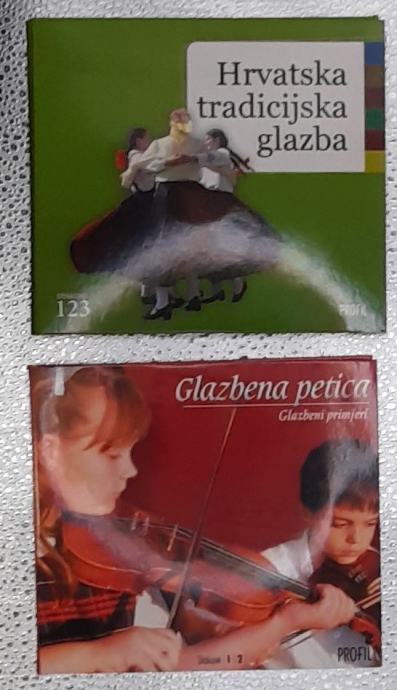 Hrvatska
tradicijska
glazba
123
PROFIL
Glazbena petica
Glazbeni primjeri
1 2
PROFIL